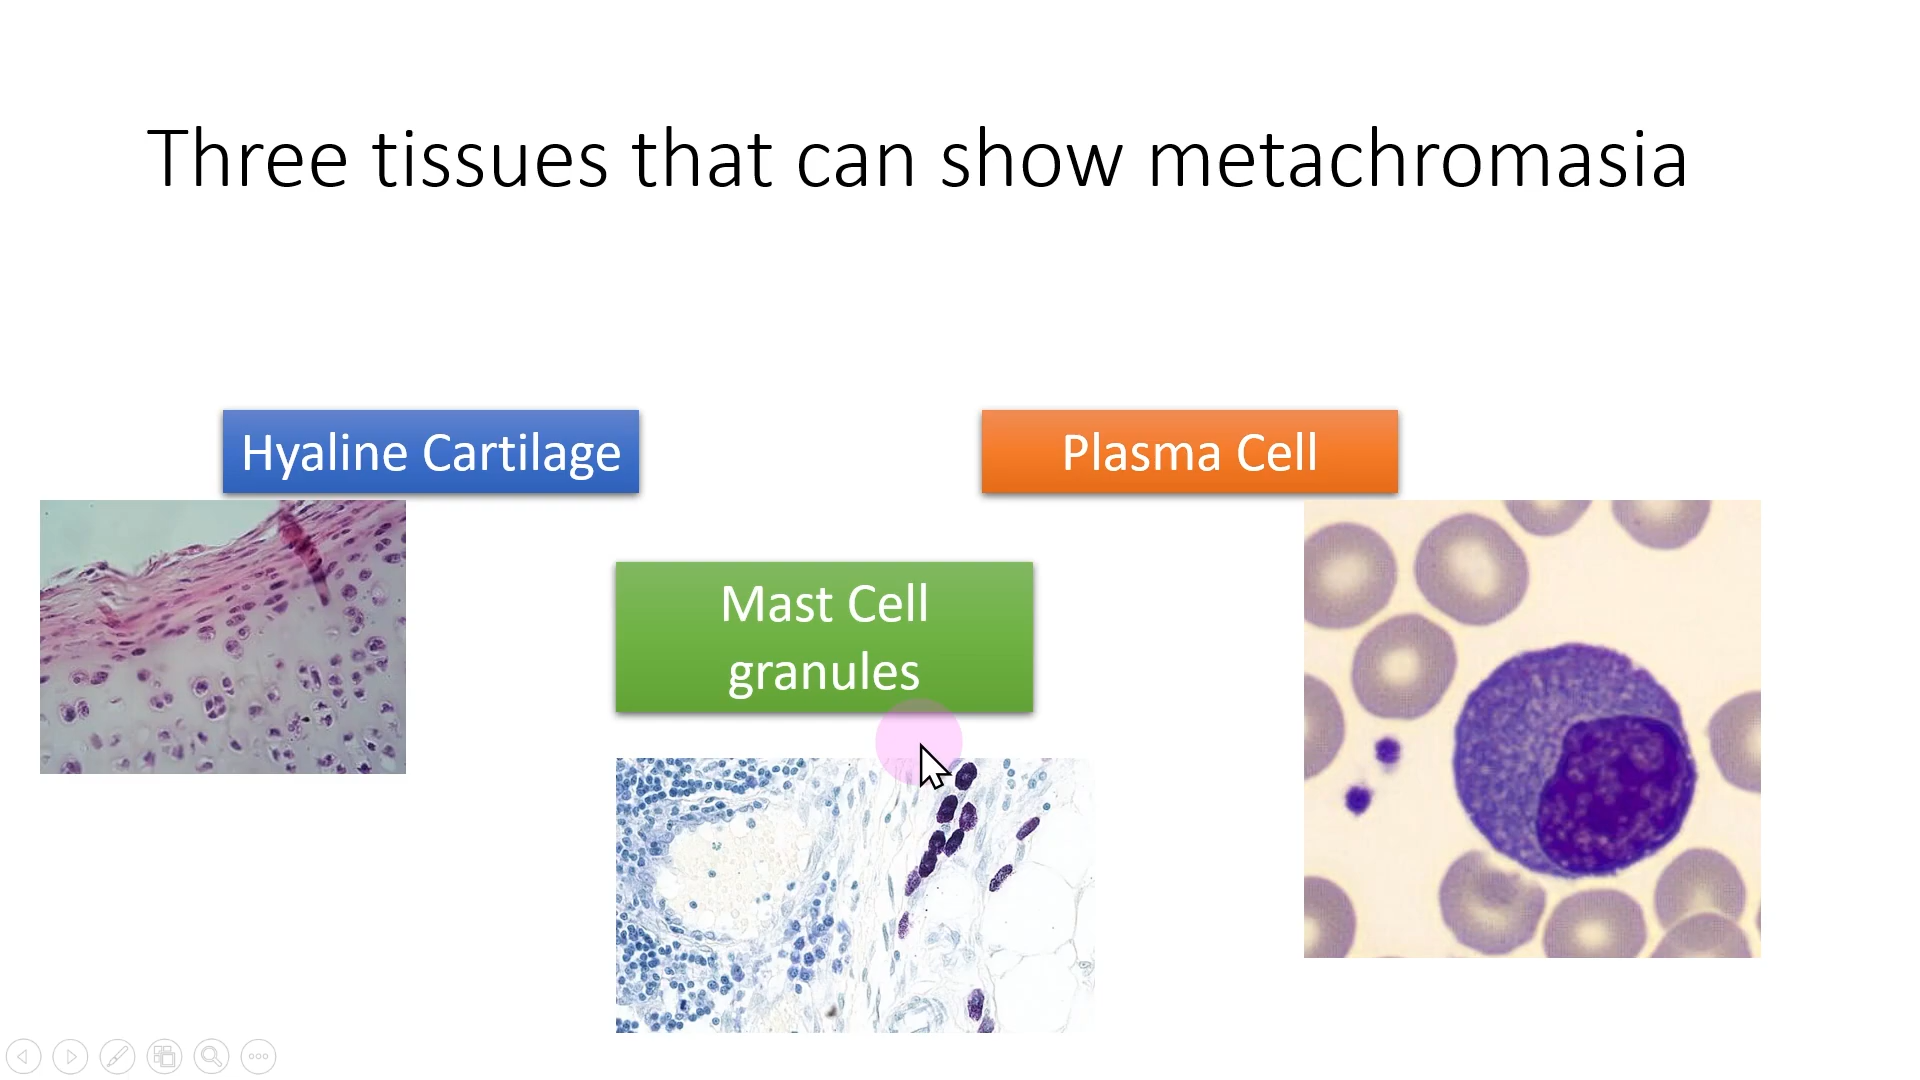 Three tissues that can show metachromasia
Hyaline Cartilage
Plasma Cell
Mast Cell
granules